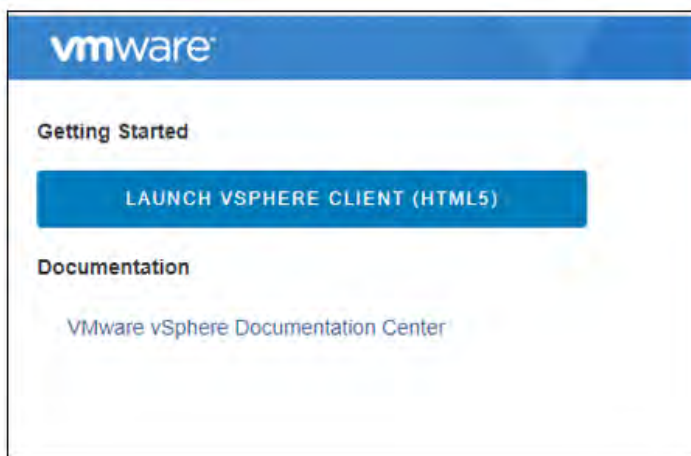 vmware
Getting Started
LAUNCH VSPHERE CLIENT (HTML5)
Documentation
VMware vSphere Documentation Center